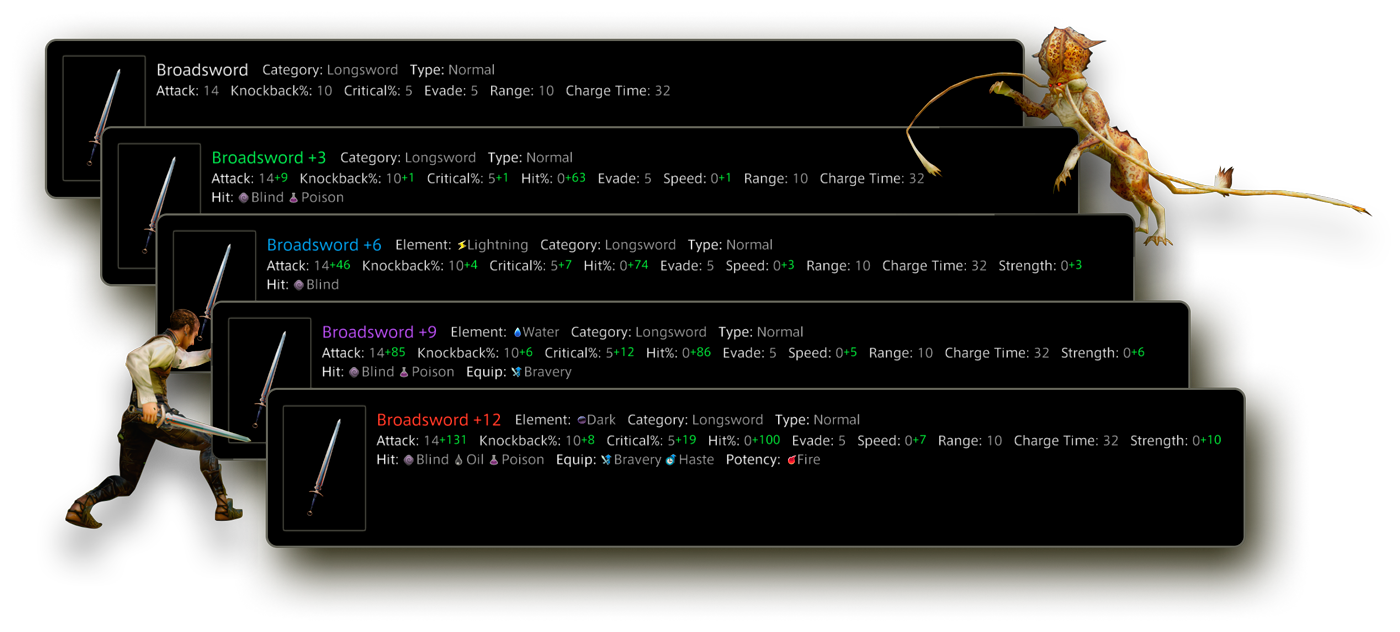 Broadsword Category: Longsword Type: Normal
Attack: 14 Knockback%: 10 Critical%: 5 Evade: 5 Range: 10 Charge Time: 32
Broadsword +3 Category: Longsword Type: Normal
Attack: 14+9 Knockback%: 10+1 Critical%: 5+1 Hit%: 0+63 Evade: 5 Speed: 0+1 Range: 10 Charge Time: 32
Hit: Blind Poison
Broadsword +6 Element: Lightning Category: Longsword Type: Normal
Attack: 14+46 Knockback%: 10+4 Critical%: 5+7 Hit%: 0+74 Evade: 5 Speed: 0+3 Range: 10 Charge Time: 32 Strength: 0+3
Hit: Blind
Broadsword +9 Element: Water Category: Longsword Type: Normal
Attack: 14+85 Knockback%: 10+6 Critical%: 5+12 Hit%: 0+86 Evade: 5 Speed: 0+5 Range: 10 Charge Time: 32 Strength: 0+6
Hit: Blind Poison Equip: Bravery
Broadsword +12 Element: Dark Category: Longsword Type: Normal
Attack: 14+131 Knockback%: 10+8 Critical%: 5+19 Hit%: 0+100 Evade: 5 Speed: 0+7 Range: 10 Charge Time: 32 Strength: 0+10
Hit: Blind Oil Poison Equip: Bravery Haste Potency: Fire